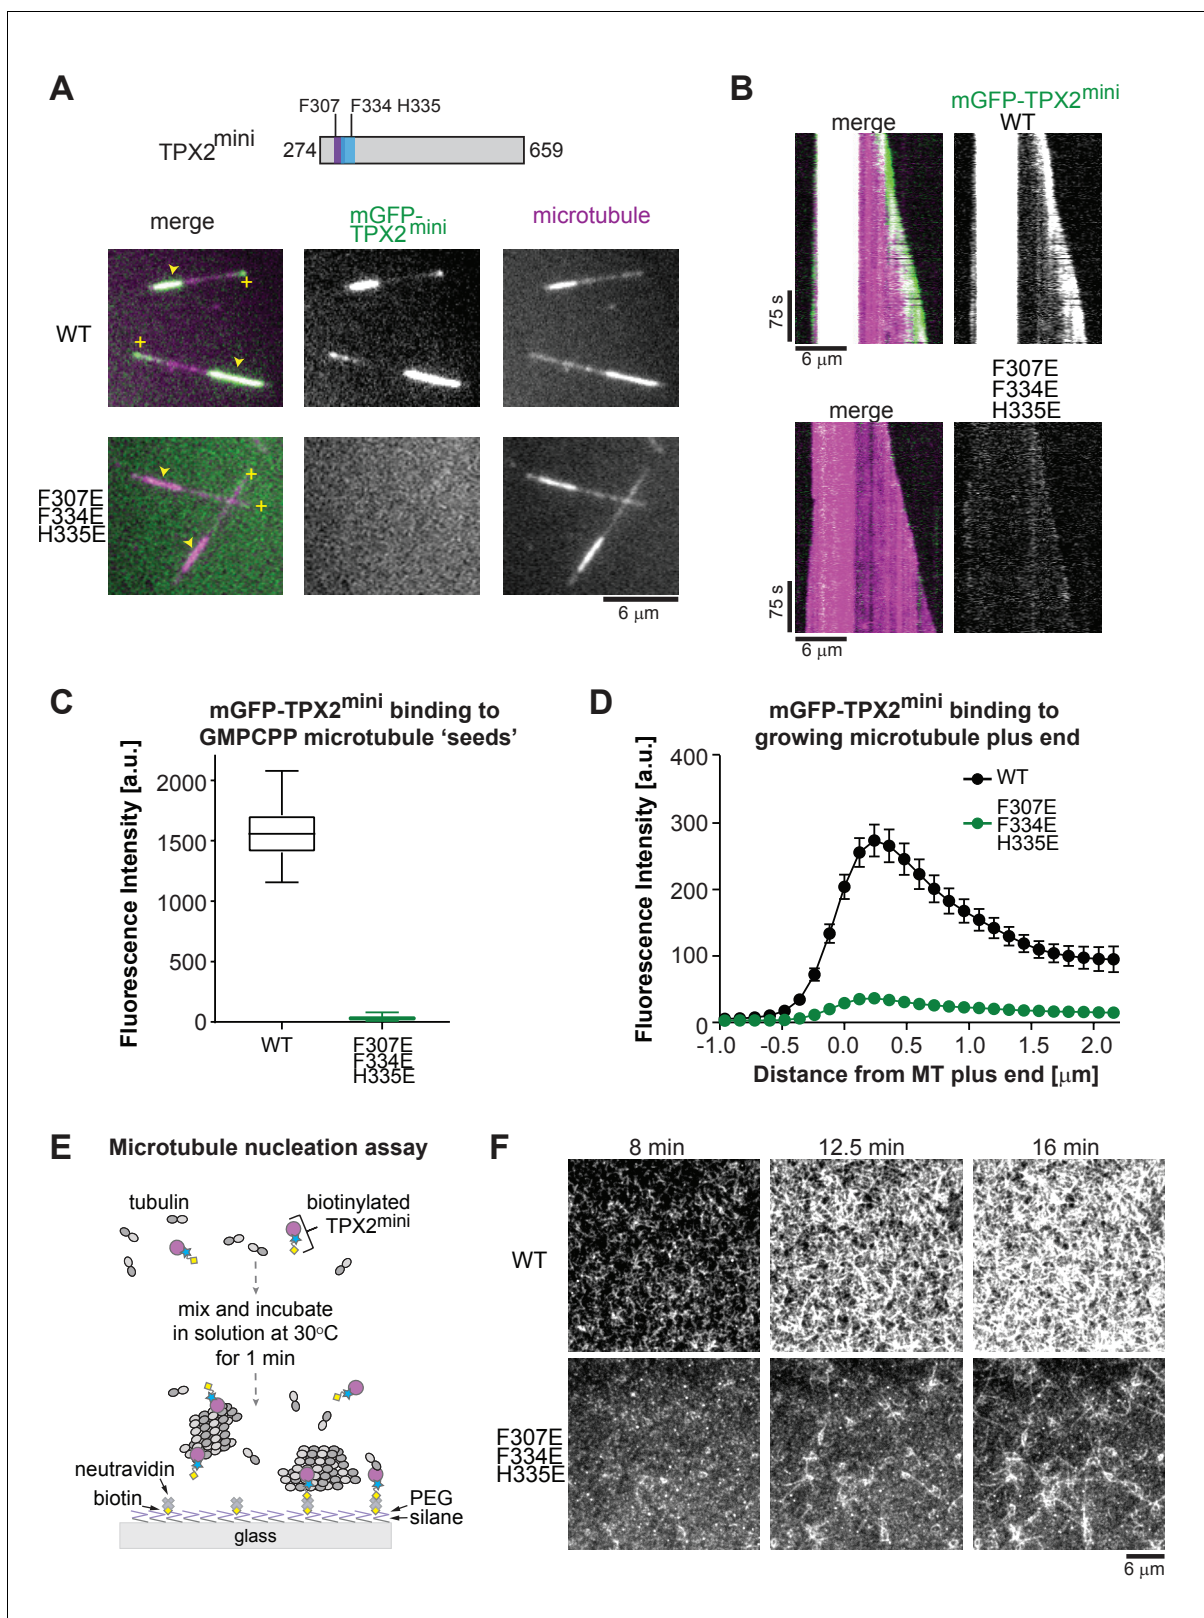 A
F307 F334 H335
TPX2mini 274 659
merge mGFP-TPX2mini microtubule
WT
F307E
F334E
H335E
6 μm
B
mGFP-TPX2mini
merge WT
75 s
6 μm
F307E
F334E
merge H335E
75 s
6 μm
C
mGFP-TPX2mini binding to
GMPCPP microtubule ‘seeds’
Fluorescence Intensity [a.u.]
2000
1500
1000
500
0
WT F307E
F334E
H335E
D
mGFP-TPX2mini binding to
growing microtubule plus end
Fluorescence Intensity [a.u.]
400
300
200
100
0
WT
F307E
F334E
H335E
-1.0 -0.5 0.0 0.5 1.0 1.5 2.0
Distance from MT plus end [μm]
E Microtubule nucleation assay
tubulin biotinylated
TPX2mini
mix and incubate
in solution at 30oC
for 1 min
neutravidin
biotin
PEG
silane
glass
F 8 min 12.5 min 16 min
WT
F307E
F334E
H335E
6 μm